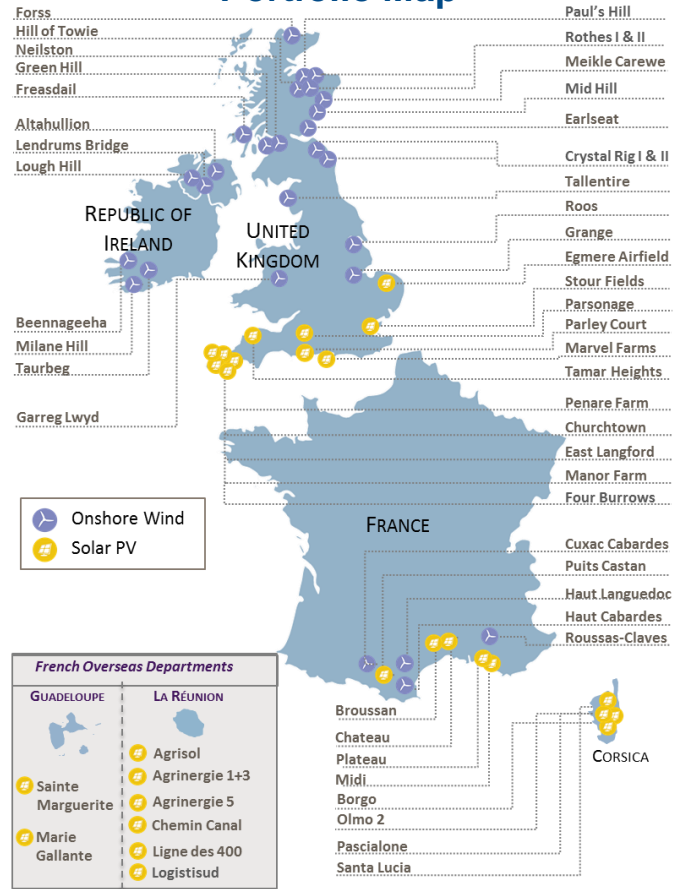 Portfolio Map
Forss
Hill of Towie
Neilston
Green Hill
Freasdail
Altahullion
Lendrums Bridge
Lough Hill
Paul's Hill
Rothes I & II
Meikle Carewe
Mid Hill
Earlseat
Crystal Rig I & II
Tallentire
Roos
Grange
Egmere Airfield
Stour Fields
Parsonage
Parley Court
Marvel Farms
Tamar Heights
Penare Farm
Churchtown
East Langford
Manor Farm
Four Burrows
REPUBLIC OF
IRELAND
UNITED
KINGDOM
Beennageeha
Milane Hill
Taurbeg
Garreg Lwyd
Onshore Wind
Solar PV
FRANCE
Cuxac Cabardes
Puits Castan
Haut Languedoc
Haut Cabardes
Roussas-Claves
Broussan
Chateau
Plateau
Midi
Borgo
Olmo 2
Pascialone
Santa Lucia
CORSICA
French Overseas Departments
GUADELOUPE
Sainte
Marguerite
Marie
Gallante
LA RÉUNION
Agrisol
Agrinergie 1+3
Agrinergie 5
Chemin Canal
Ligne des 400
Logistisud